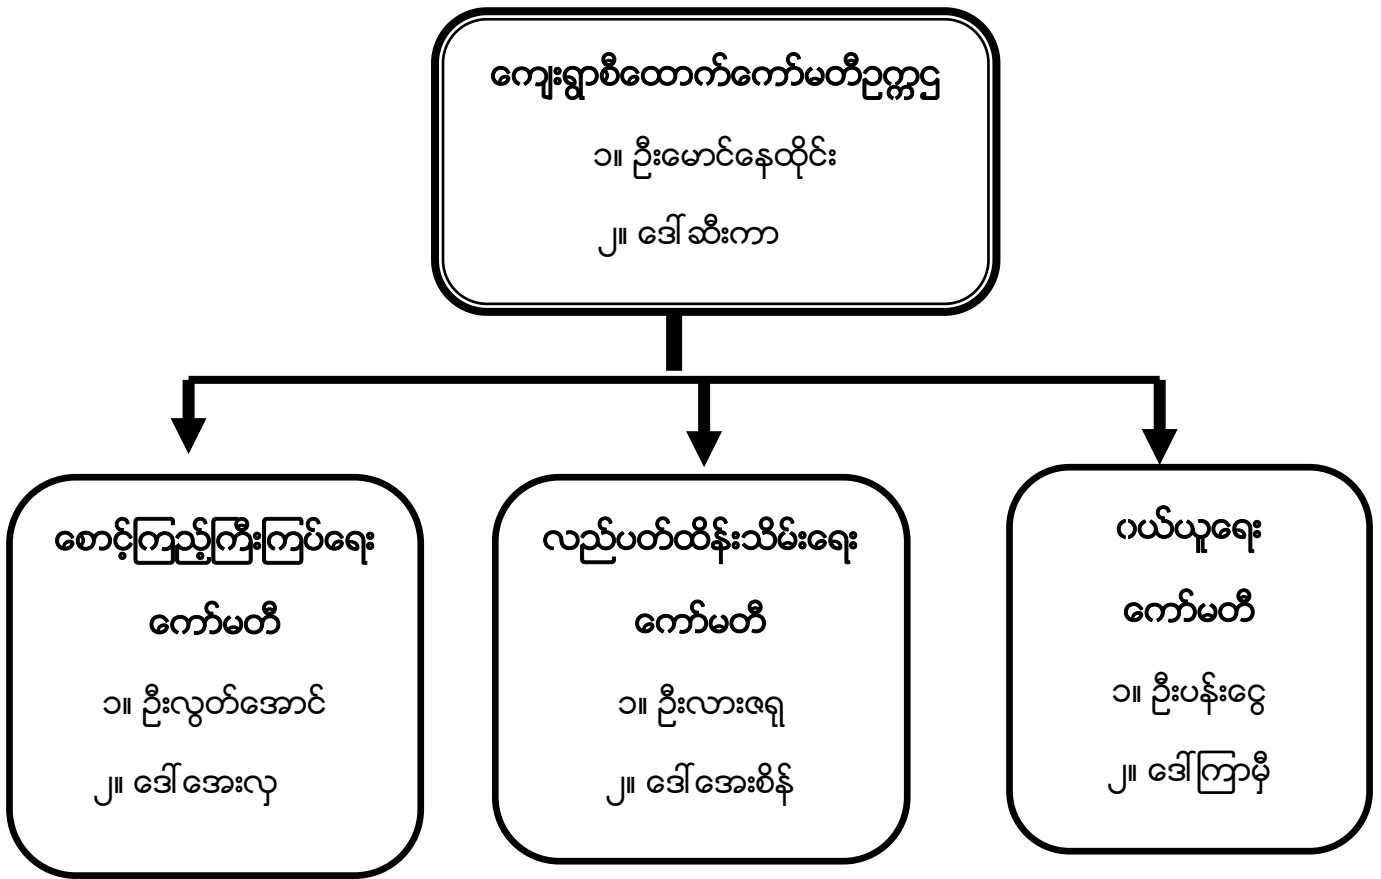 ကျေးရွာစီထောက်ကော်မတီဥက္ကဌ
၁။ ဦးမောင်နေထိုင်း
၂။ ဒေါ်ဆီးကာ
စောင့်ကြည့်ကြီးကြပ်ရေး
ကော်မတီ
၁။ ဦးလွတ်အောင်
၂။ ဒေါ်အေးလှ
လည်ပတ်ထိန်းသိမ်းရေး
ကော်မတီ
၁။ ဦးလားဇရု
၂။ ဒေါ်အေးစိန်
ဝယ်ယူရေး
ကော်မတီ
၁။ ဦးပန်းငွေ
၂။ ဒေါ်ကြာမှီ